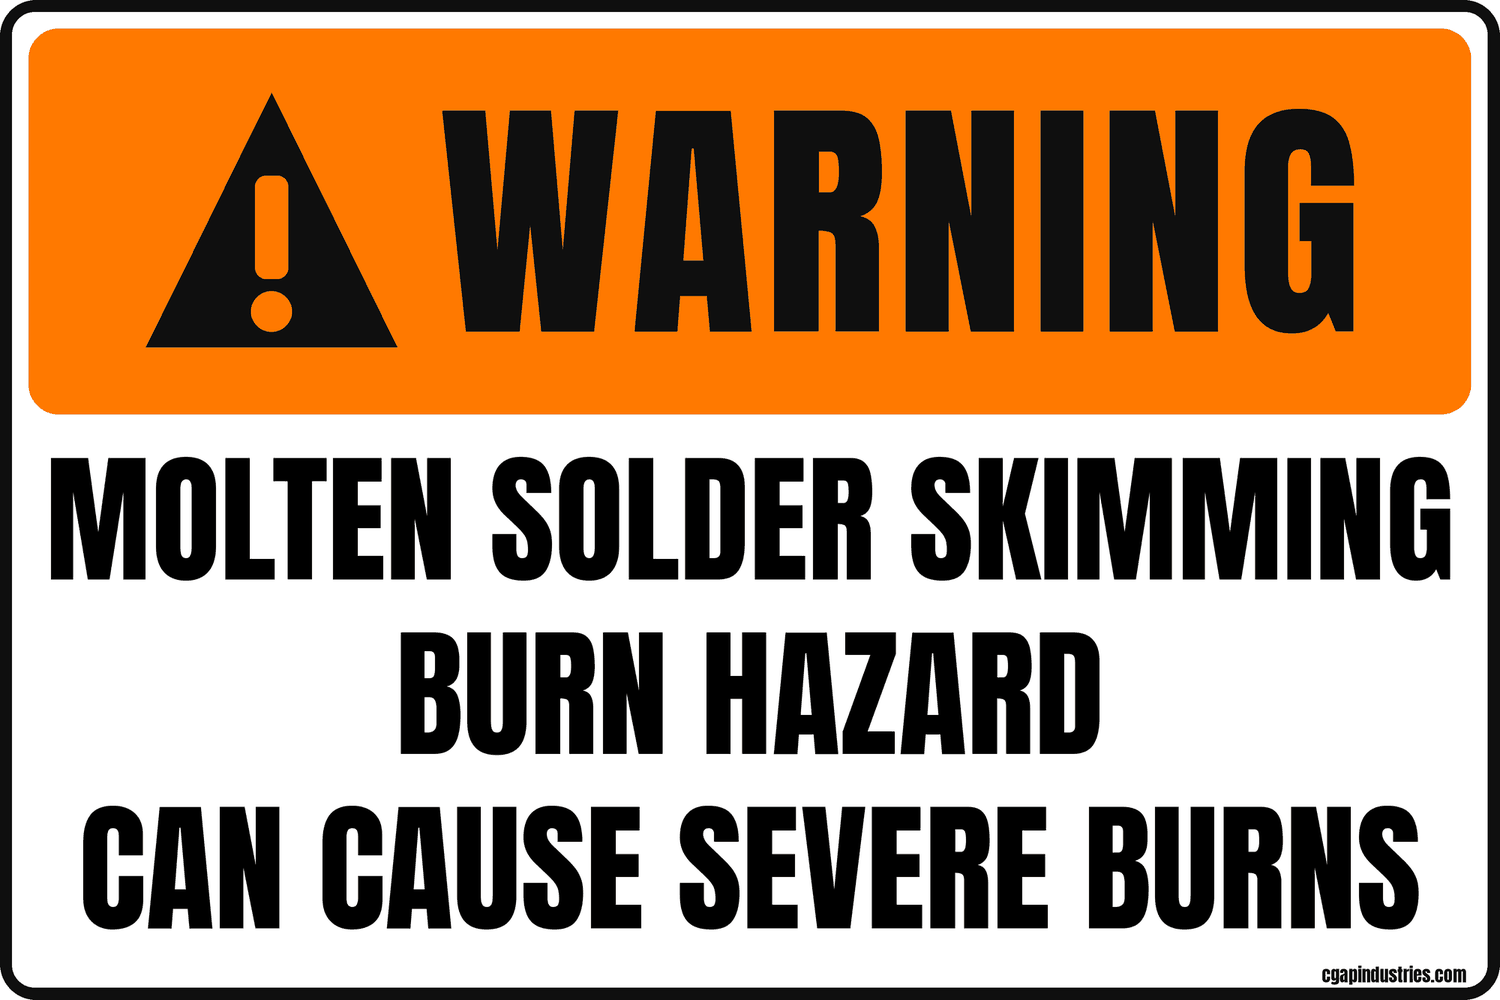 WARNING
MOLTEN SOLDER SKIMMING
BURN HAZARD
CAN CAUSE SEVERE BURNS
cgapindustries.com